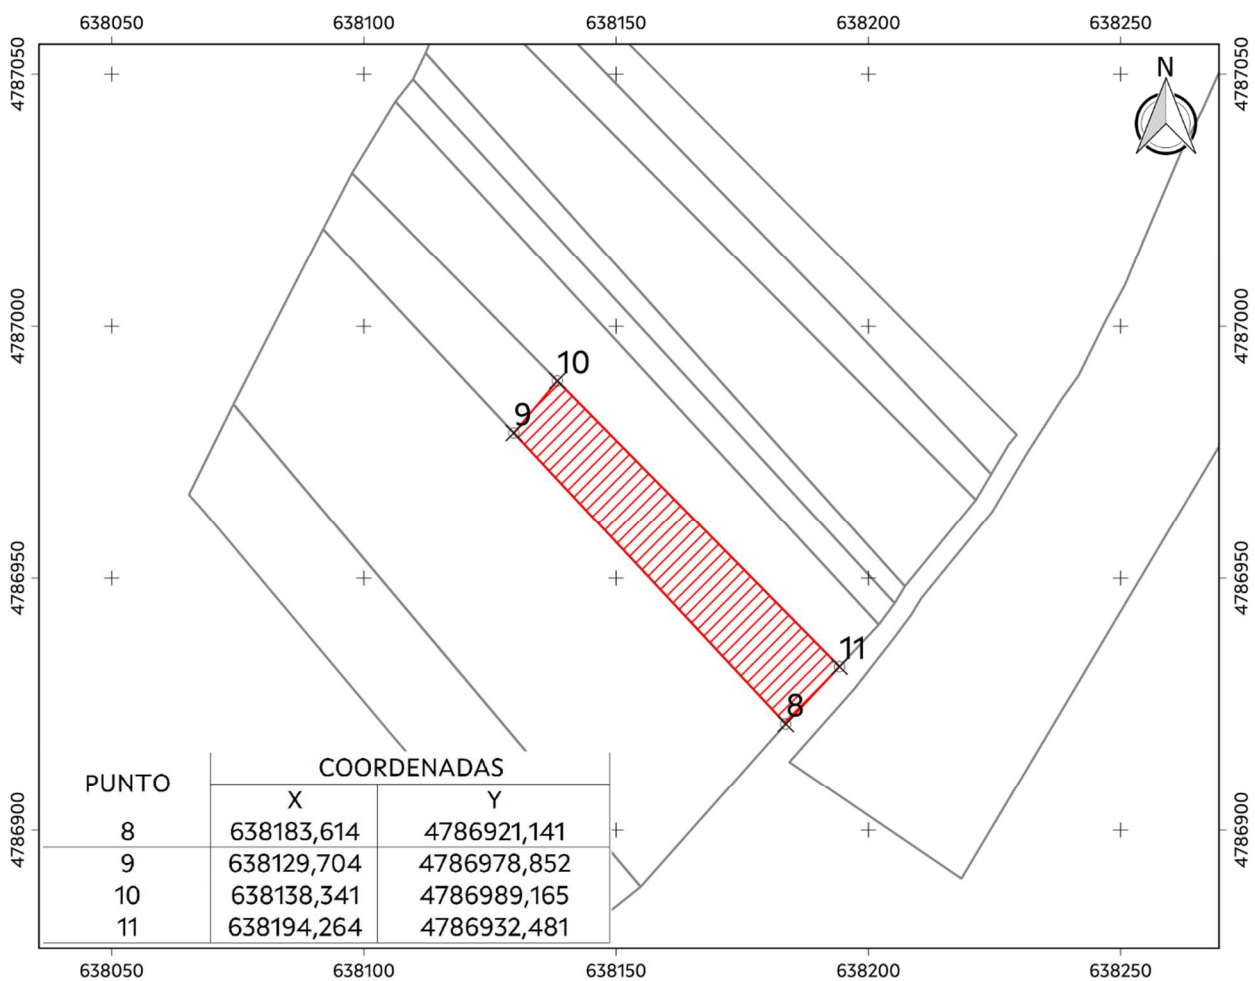 638050 638100 638150 638200 638250
4787050 4787050
N
4787000 4787000
10
9
4786950 4786950
11
8
COORDENADAS
PUNTO
X Y
8 638183,614 4786921,141
4786900 4786900
9 638129,704 4786978,852
10 638138,341 4786989,165
11 638194,264 4786932,481
638050 638100 638150 638200 638250